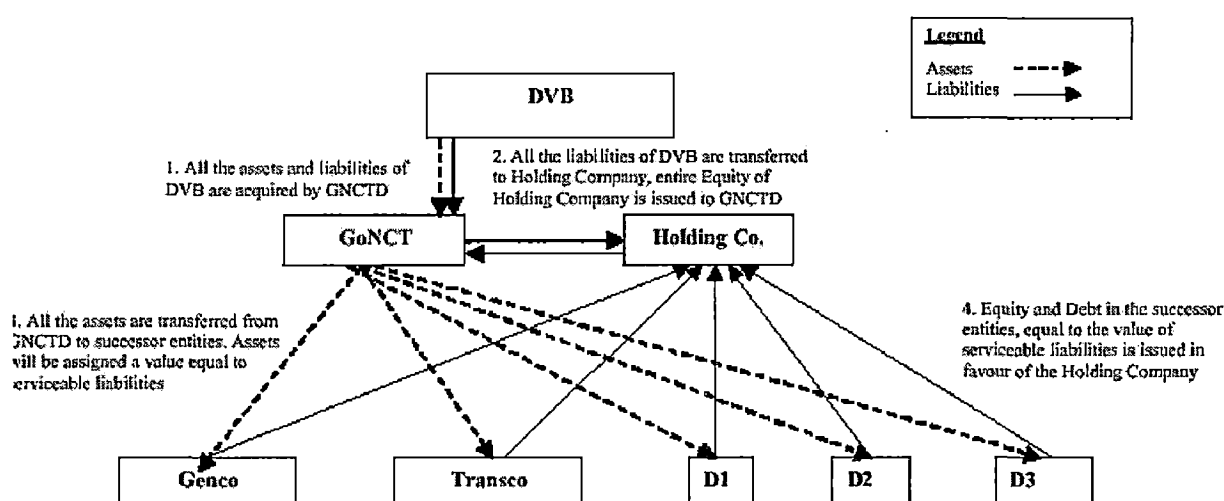 Legend
Assets
Liabilities
DVB
1. All the assets and liabilities of
DVB are acquired by GNCTD
2. All the liabilities of DVB are transferred
to Holding Company, entire Equity of
Holding Company is issued to GNCTD
GoNCT
Holding Co.
. All the assets are transferred from
GNCTD to successor entities. Assets
will be assigned a value equal to
serviceable liabilities
4. Equity and Debt in the successor
entities, equal to the value of
serviceable liabilities is issued in
favour of the Holding Company
Genco
Transco
D1
D2
D3